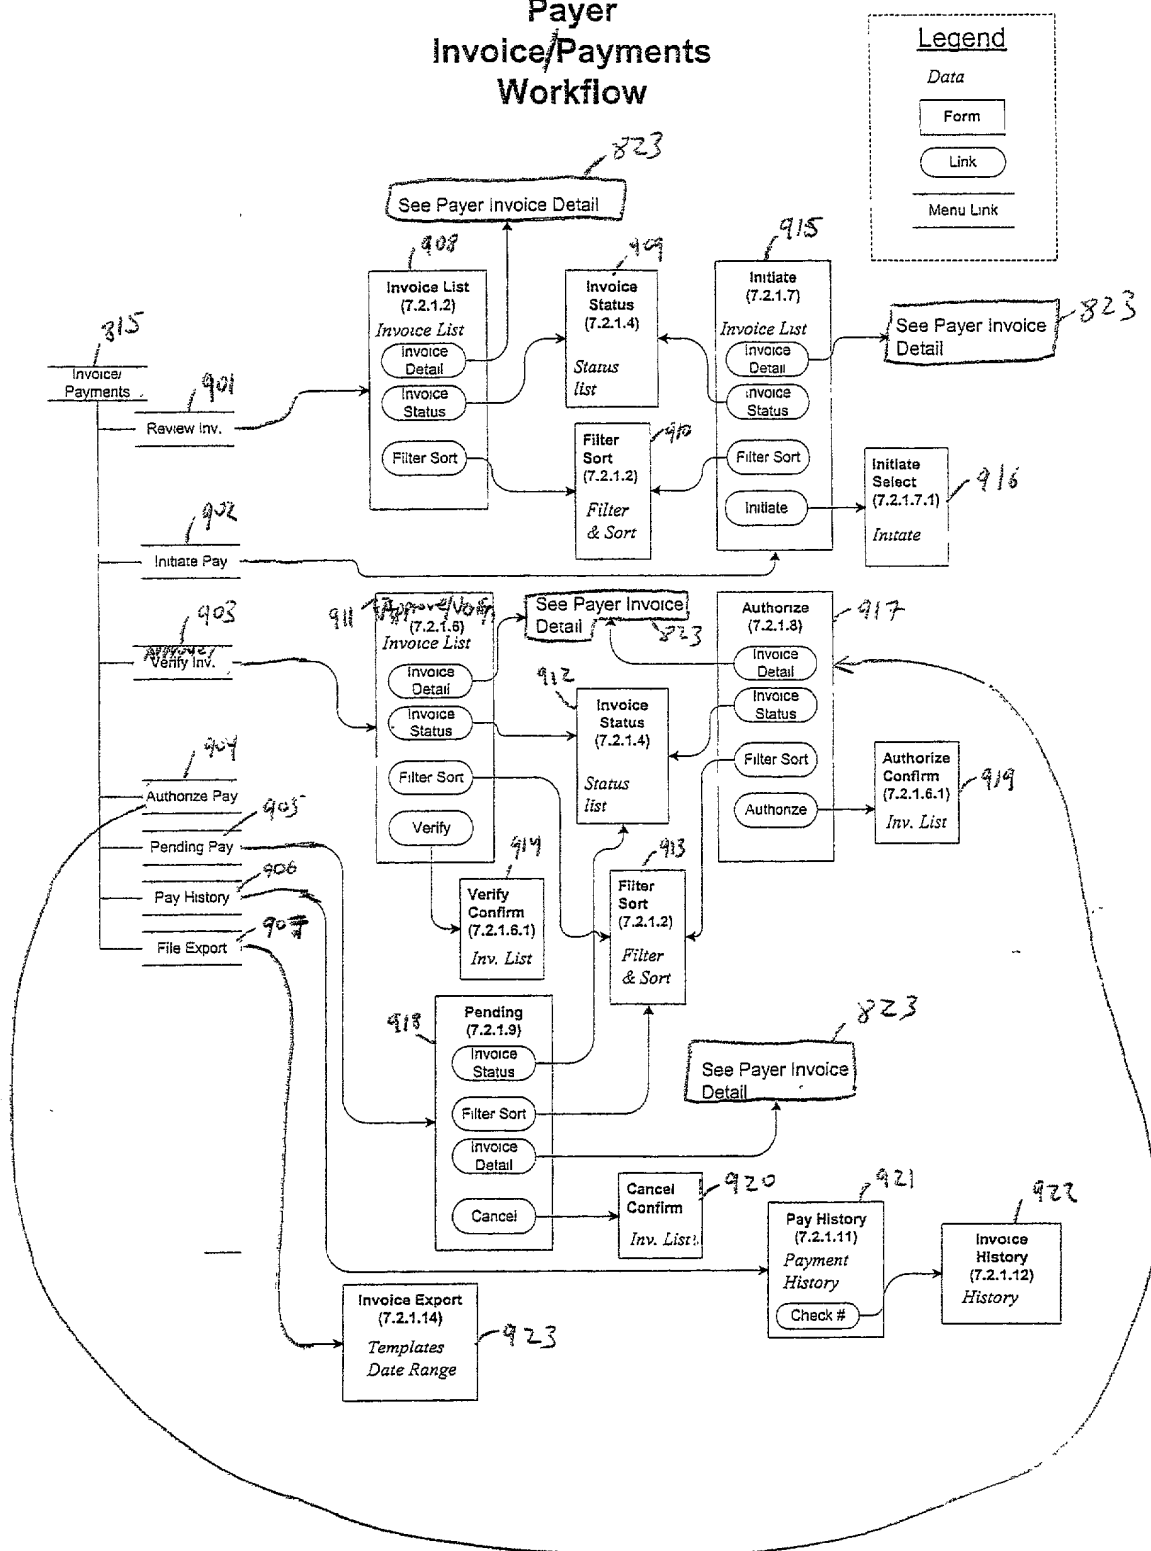 Payer
Invoice/Payments
Workflow
Legend
Data
Form
Link
Menu Link
823
See Payer Invoice Detail
908
Invoice List
(7.2.1.2)
Invoice List
Invoice
Detail
Invoice
Status
Filter Sort
909
Invoice
Status
(7.2.1.4)
Status
list
915
Initiate
(7.2.1.7)
Invoice List
Invoice
Detail
Invoice
Status
Filter Sort
Initiate
See Payer Invoice
Detail
823
815
Invoice/
Payments
901
Review Inv.
910
Filter
Sort
(7.2.1.2)
Filter
& Sort
Initiate
Select
(7.2.1.7.1)
Initate
916
902
Initiate Pay
903
Approve/
Verify Inv.
911
Approve/Verify
(7.2.1.6)
Invoice List
Invoice
Detail
Invoice
Status
Filter Sort
Verify
See Payer Invoice
Detail
823
Authorize
(7.2.1.8)
917
Invoice
Detail
Invoice
Status
Filter Sort
Authorize
912
Invoice
Status
(7.2.1.4)
Status
list
Authorize
Confirm
(7.2.1.6.1)
Inv. List
919
904
Authorize Pay
905
Pending Pay
906
Pay History
907
File Export
914
Verify
Confirm
(7.2.1.6.1)
Inv. List
913
Filter
Sort
(7.2.1.2)
Filter
& Sort
918
Pending
(7.2.1.9)
Invoice
Status
Filter Sort
Invoice
Detail
Cancel
823
See Payer Invoice
Detail
Cancel
Confirm
Inv. List
920
921
Pay History
(7.2.1.11)
Payment
History
Check #
922
Invoice
History
(7.2.1.12)
History
Invoice Export
(7.2.1.14)
Templates
Date Range
923